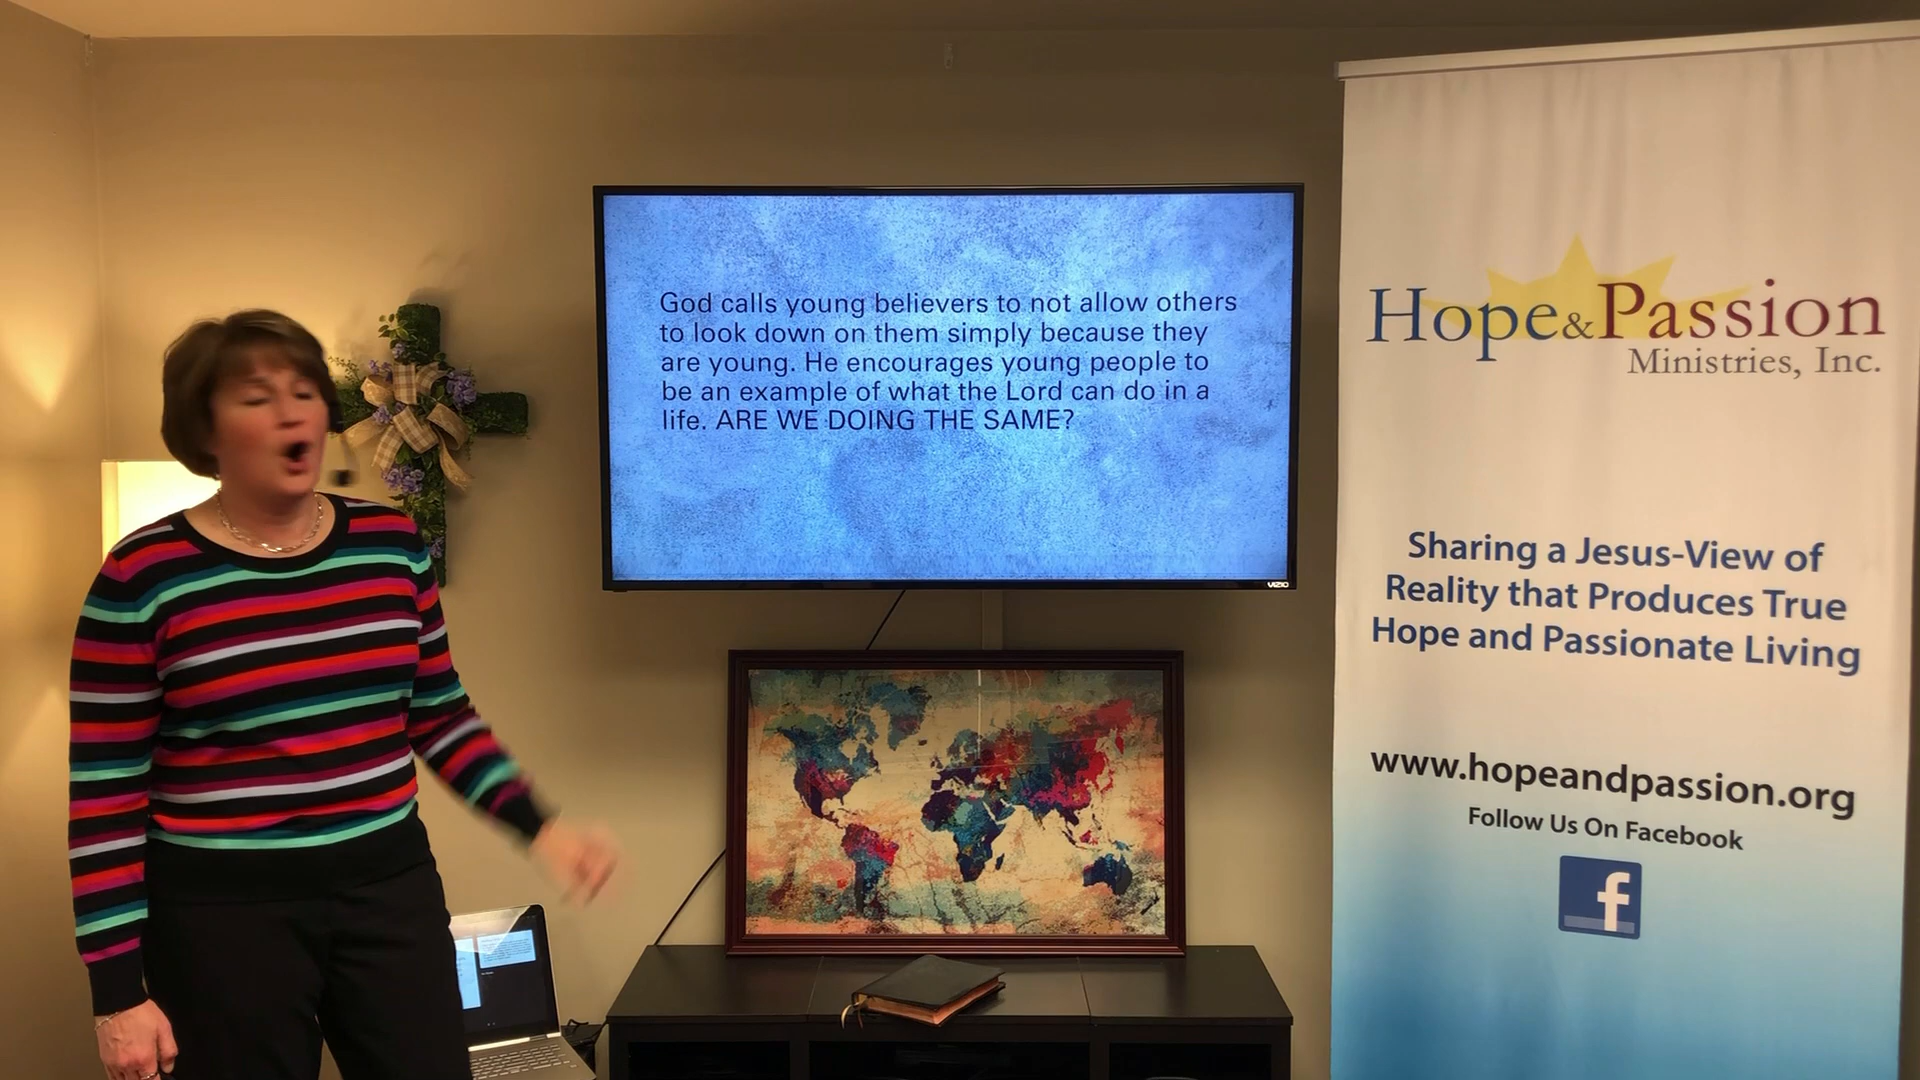 God calls young believers to not allow others
to look down on them simply because they
are young. He encourages young people to
be an example of what the Lord can do in a
life. ARE WE DOING THE SAME?
VIZIO
Hope&Passion
Ministries, Inc.
Sharing a Jesus-View of
Reality that Produces True
Hope and Passionate Living
www.hopeandpassion.org
Follow Us On Facebook
f